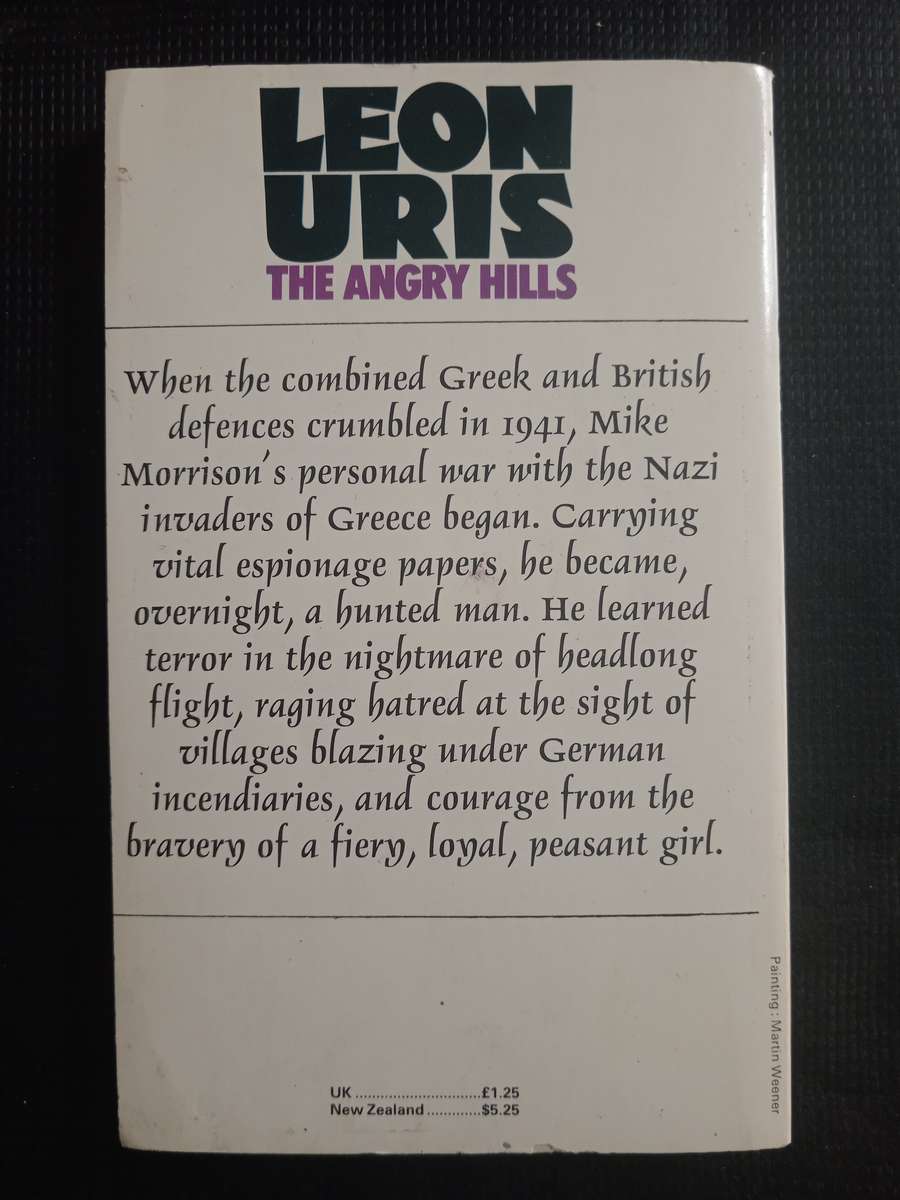 LEON
URIS
THE ANGRY HILLS
When the combined Greek and British
defences crumbled in 1941, Mike
Morrison's personal war with the Nazi
invaders of Greece began. Carrying
vital espionage papers, he became,
overnight, a hunted man. He learned
terror in the nightmare of headlong
flight, raging hatred at the sight of
villages blazing under German
incendiaries, and courage from the
bravery of a fiery, loyal, peasant girl.
Painting : Martin Weener
UK ..............................£1.25
New Zealand .............$5.25